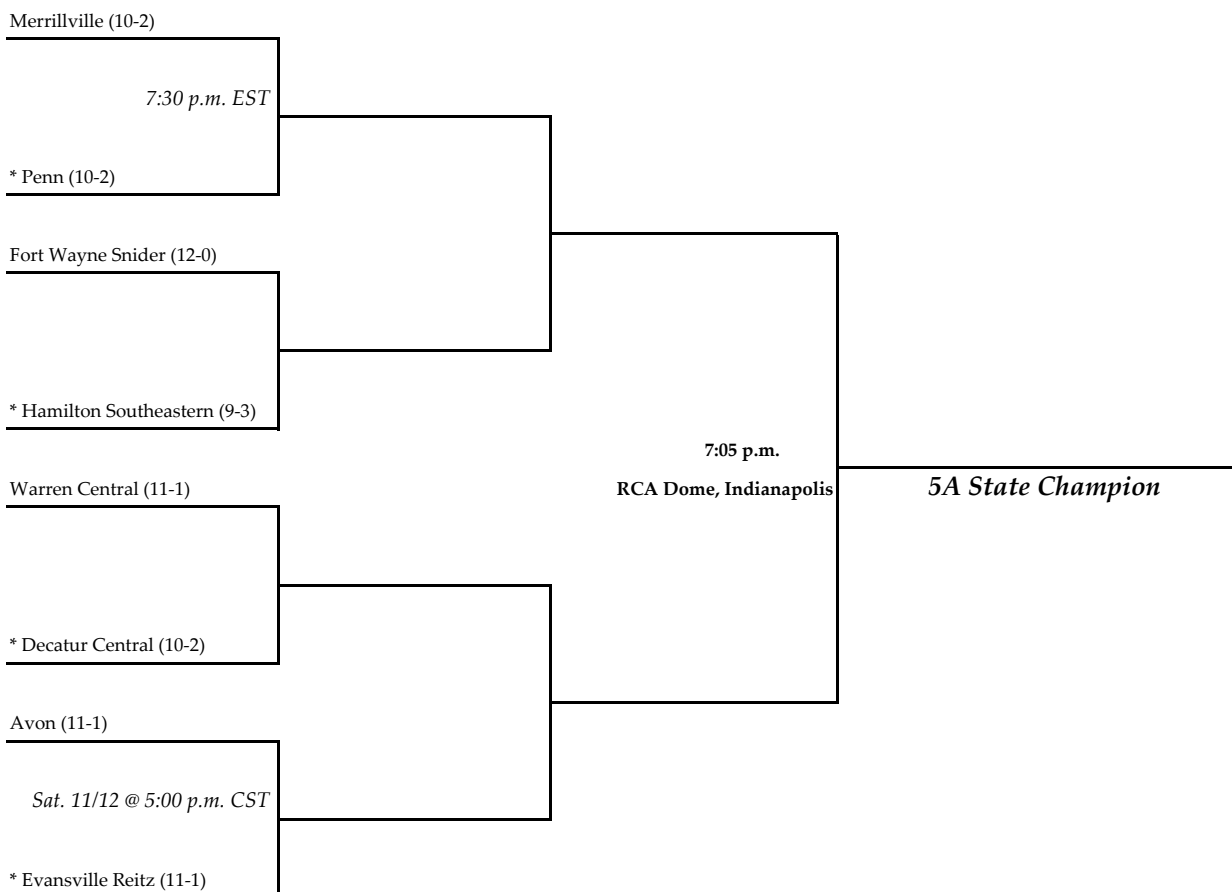 Merrillville (10-2)
7:30 p.m. EST
* Penn (10-2)
Fort Wayne Snider (12-0)
* Hamilton Southeastern (9-3)
7:05 p.m.
Warren Central (11-1)
RCA Dome, Indianapolis
5A State Champion
* Decatur Central (10-2)
Avon (11-1)
Sat. 11/12 @ 5:00 p.m. CST
* Evansville Reitz (11-1)